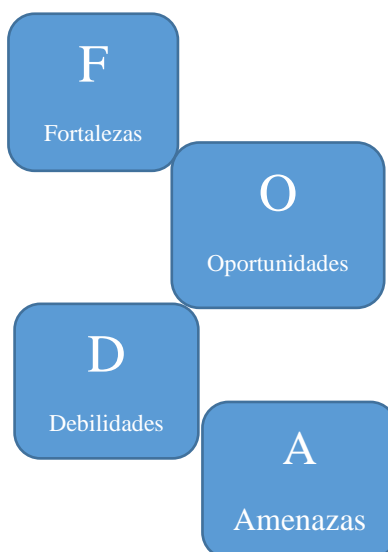 F
Fortalezas
O
Oportunidades
D
Debilidades
A
Amenazas